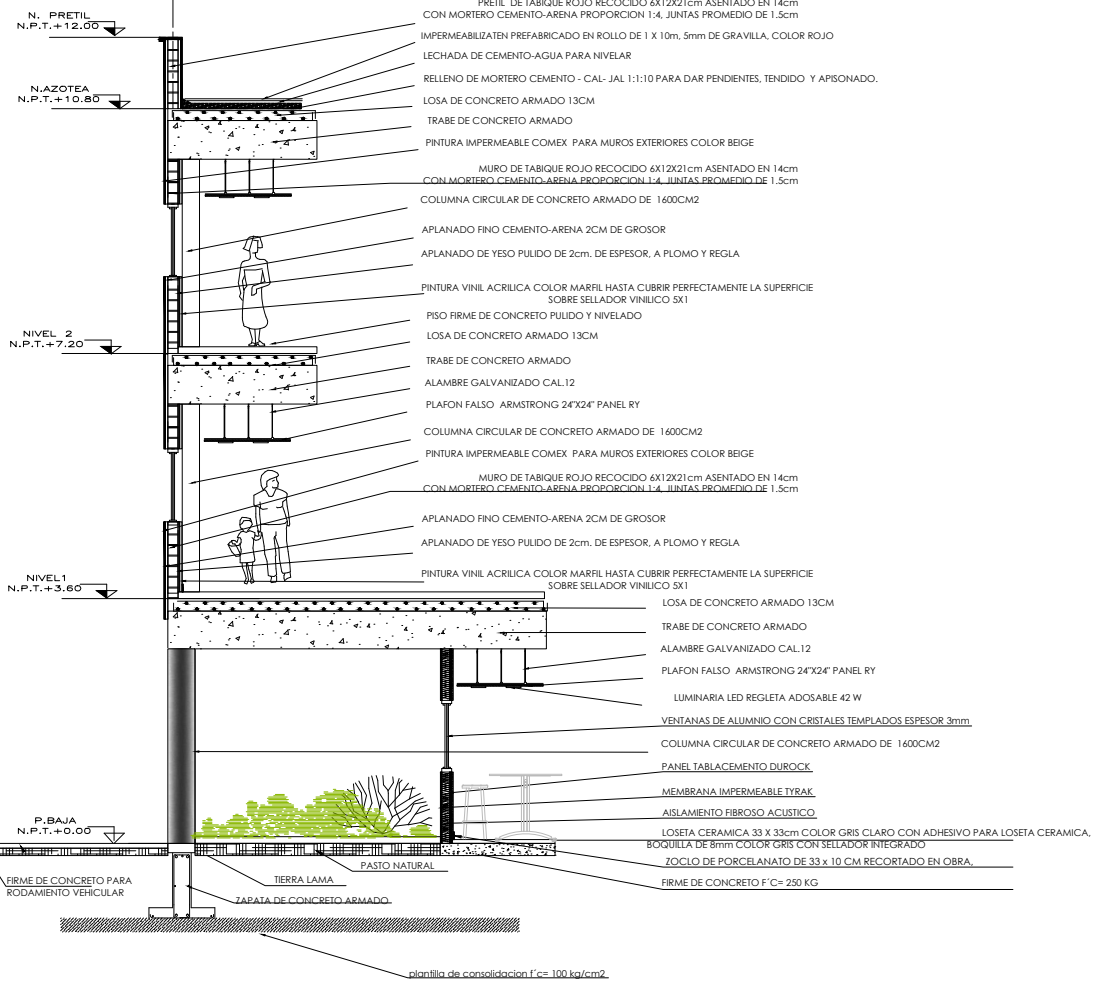 PRETIL DE TABIQUE ROJO RECOCIDO 6X12X21cm ASENTADO EN 14cm
CON MORTERO CEMENTO-ARENA PROPORCION 1:4, JUNTAS PROMEDIO DE 1.5cm
N. PRETIL
N.P.T.+12.00
IMPERMEABILIZATEN PREFABRICADO EN ROLLO DE 1 X 10m, 5mm DE GRAVILLA, COLOR ROJO
LECHADA DE CEMENTO-AGUA PARA NIVELAR
RELLENO DE MORTERO CEMENTO - CAL- JAL 1:1:10 PARA DAR PENDIENTES, TENDIDO Y APISONADO.
N.AZOTEA
N.P.T.+10.80
LOSA DE CONCRETO ARMADO 13CM
TRABE DE CONCRETO ARMADO
PINTURA IMPERMEABLE COMEX PARA MUROS EXTERIORES COLOR BEIGE
MURO DE TABIQUE ROJO RECOCIDO 6X12X21cm ASENTADO EN 14cm
CON MORTERO CEMENTO-ARENA PROPORCION 1:4, JUNTAS PROMEDIO DE 1.5cm
COLUMNA CIRCULAR DE CONCRETO ARMADO DE 1600CM2
APLANADO FINO CEMENTO-ARENA 2CM DE GROSOR
APLANADO DE YESO PULIDO DE 2cm. DE ESPESOR, A PLOMO Y REGLA
PINTURA VINIL ACRILICA COLOR MARFIL HASTA CUBRIR PERFECTAMENTE LA SUPERFICIE
SOBRE SELLADOR VINILICO 5X1
PISO FIRME DE CONCRETO PULIDO Y NIVELADO
NIVEL 2
N.P.T.+7.20
LOSA DE CONCRETO ARMADO 13CM
TRABE DE CONCRETO ARMADO
ALAMBRE GALVANIZADO CAL.12
PLAFON FALSO ARMSTRONG 24"X24" PANEL RY
COLUMNA CIRCULAR DE CONCRETO ARMADO DE 1600CM2
PINTURA IMPERMEABLE COMEX PARA MUROS EXTERIORES COLOR BEIGE
MURO DE TABIQUE ROJO RECOCIDO 6X12X21cm ASENTADO EN 14cm
CON MORTERO CEMENTO-ARENA PROPORCION 1:4, JUNTAS PROMEDIO DE 1.5cm
APLANADO FINO CEMENTO-ARENA 2CM DE GROSOR
APLANADO DE YESO PULIDO DE 2cm. DE ESPESOR, A PLOMO Y REGLA
PINTURA VINIL ACRILICA COLOR MARFIL HASTA CUBRIR PERFECTAMENTE LA SUPERFICIE
SOBRE SELLADOR VINILICO 5X1
NIVEL1
N.P.T.+3.60
LOSA DE CONCRETO ARMADO 13CM
TRABE DE CONCRETO ARMADO
ALAMBRE GALVANIZADO CAL.12
PLAFON FALSO ARMSTRONG 24"X24" PANEL RY
LUMINARIA LED REGLETA ADOSABLE 42 W
VENTANAS DE ALUMNIO CON CRISTALES TEMPLADOS ESPESOR 3mm
COLUMNA CIRCULAR DE CONCRETO ARMADO DE 1600CM2
PANEL TABLACEMENTO DUROCK
MEMBRANA IMPERMEABLE TYRAK
AISLAMIENTO FIBROSO ACUSTICO
P.BAJA
N.P.T.+0.00
LOSETA CERAMICA 33 X 33cm COLOR GRIS CLARO CON ADHESIVO PARA LOSETA CERAMICA,
BOQUILLA DE 8mm COLOR GRIS CON SELLADOR INTEGRADO
ZOCLO DE PORCELANATO DE 33 x 10 CM RECORTADO EN OBRA,
FIRME DE CONCRETO F´C= 250 KG
PASTO NATURAL
TIERRA LAMA
FIRME DE CONCRETO PARA
RODAMIENTO VEHICULAR
ZAPATA DE CONCRETO ARMADO
plantilla de consolidacion f´c= 100 kg/cm2